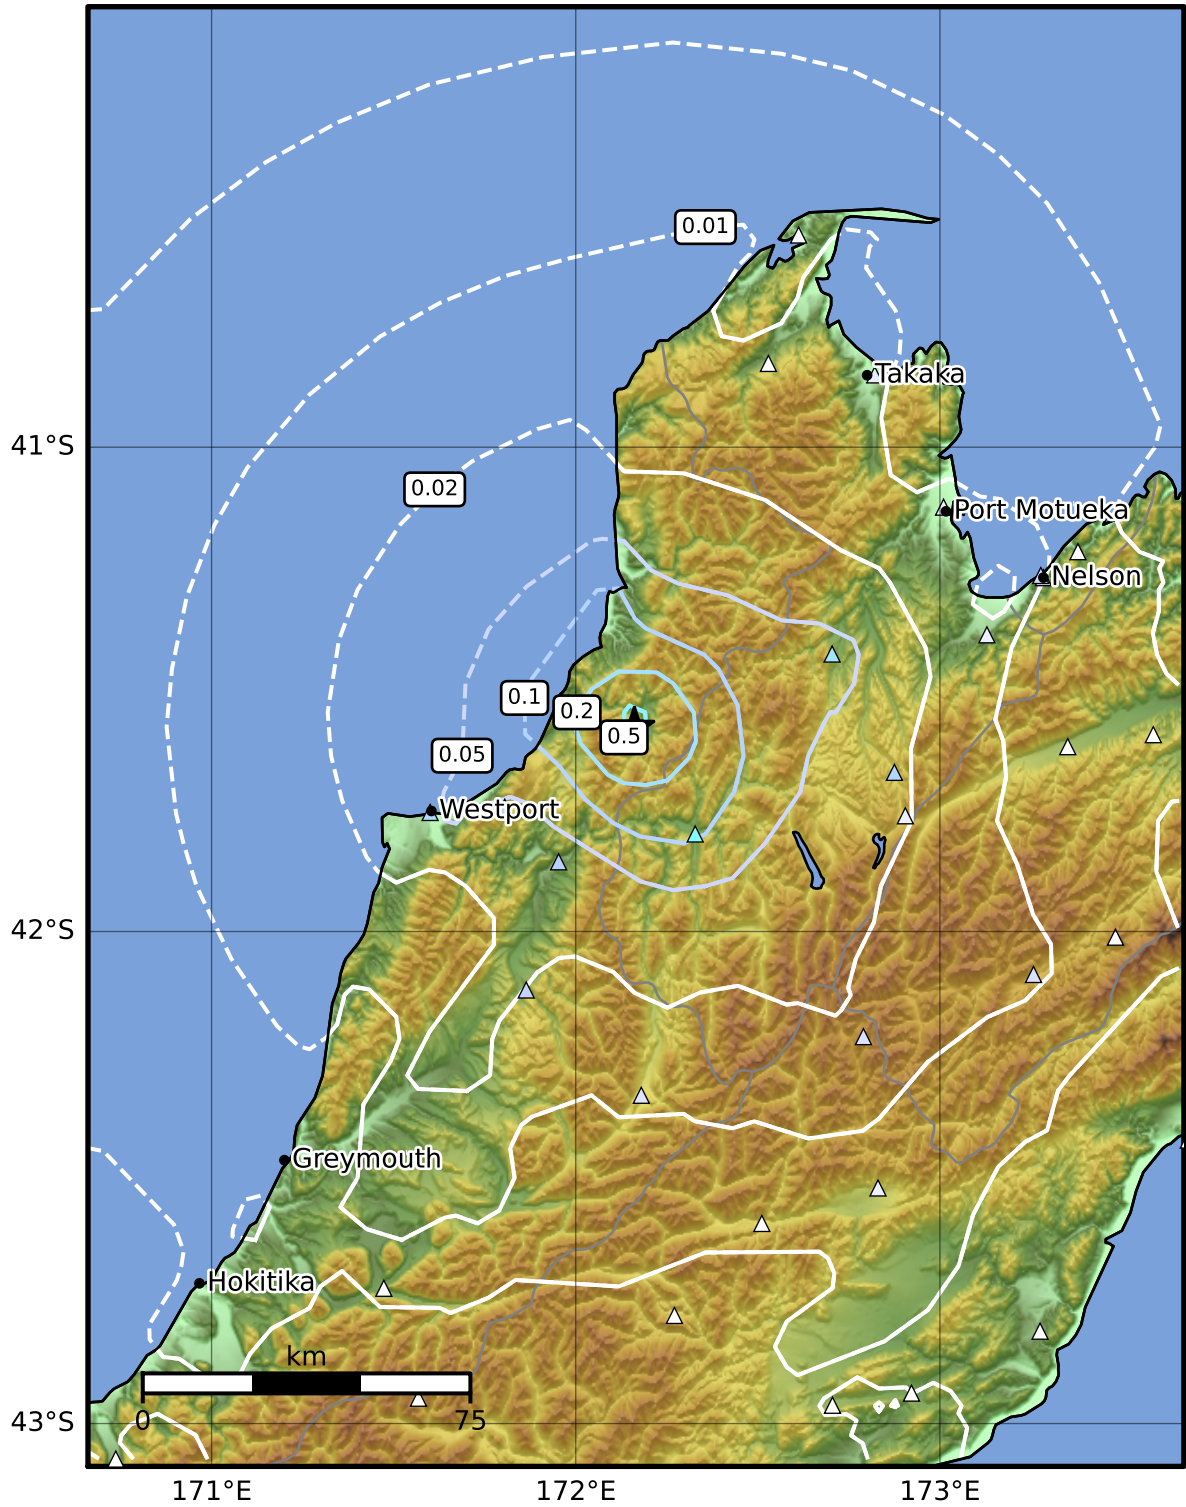 0.01
Takaka
41°S
0.02
Port Motueka
Nelson
0.1
0.2
0.5
0.05
Westport
42°S
Greymouth
Hokitika
km
0 75
43°S
171°E 172°E 173°E